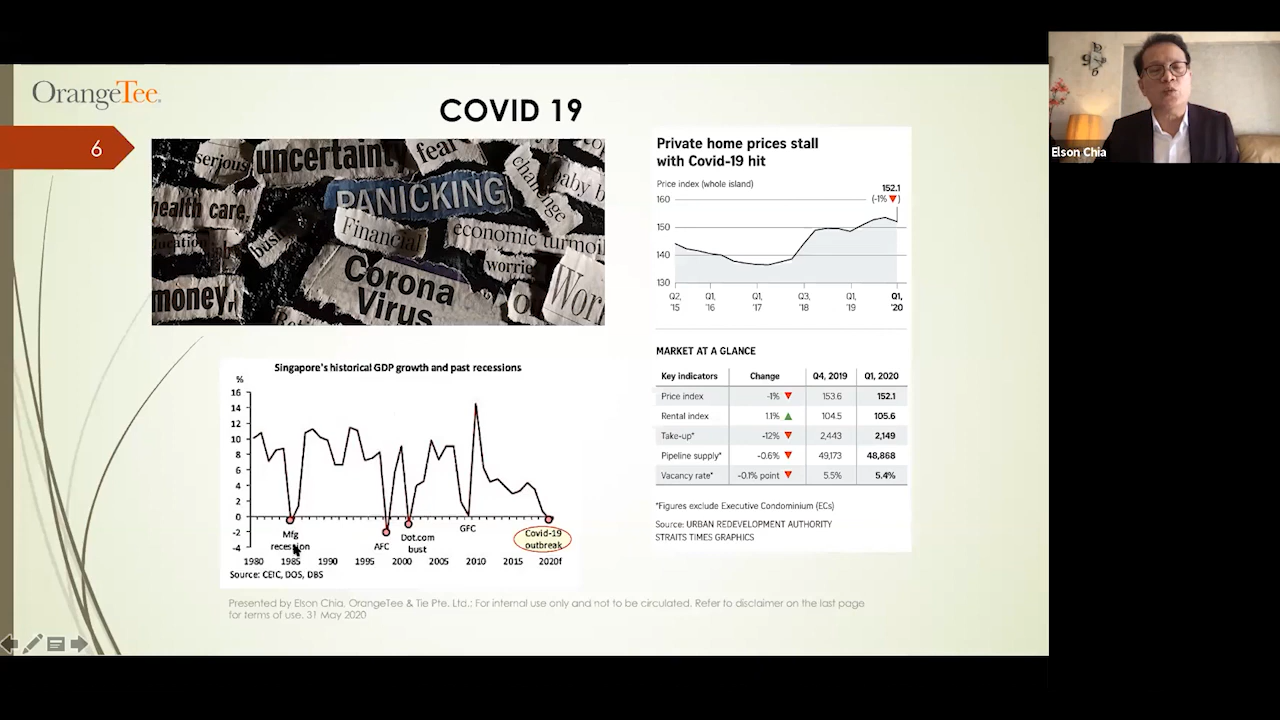 OrangeTee
COVID 19
6
serious
uncertain
fear
change
baby b
PANICKING
health care,
Financial
economic turmoi
worrie
Corona
Virus
money,
Wor
Private home prices stall
with Covid-19 hit
Price index (whole island)
152.1
(-1% ▼)
160
150
140
130
Q2, '15
Q1, '16
Q1, '17
Q3, '18
Q1, '19
Q1, '20
MARKET AT A GLANCE
Key indicators Change Q4, 2019 Q1, 2020
Price index -1% ▼ 153.6 152.1
Rental index 1.1% ▲ 104.5 105.6
Take-up* -12% ▼ 2,443 2,149
Pipeline supply* -0.6% ▼ 49,173 48,868
Vacancy rate* -0.1% point ▼ 5.5% 5.4%
*Figures exclude Executive Condominium (ECs)
Source: URBAN REDEVELOPMENT AUTHORITY
STRAITS TIMES GRAPHICS
Singapore's historical GDP growth and past recessions
%
16
14
12
10
8
6
4
2
0
-2
-4
Mfg
recession
AFC
Dot.com
bust
GFC
Covid-19
outbreak
1980 1985 1990 1995 2000 2005 2010 2015 2020f
Source: CEIC, DOS, DBS
Presented by Elson Chia, OrangeTee & Tie Pte. Ltd.; For internal use only and not to be circulated. Refer to disclaimer on the last page
for terms of use. 31 May 2020
Elson Chia